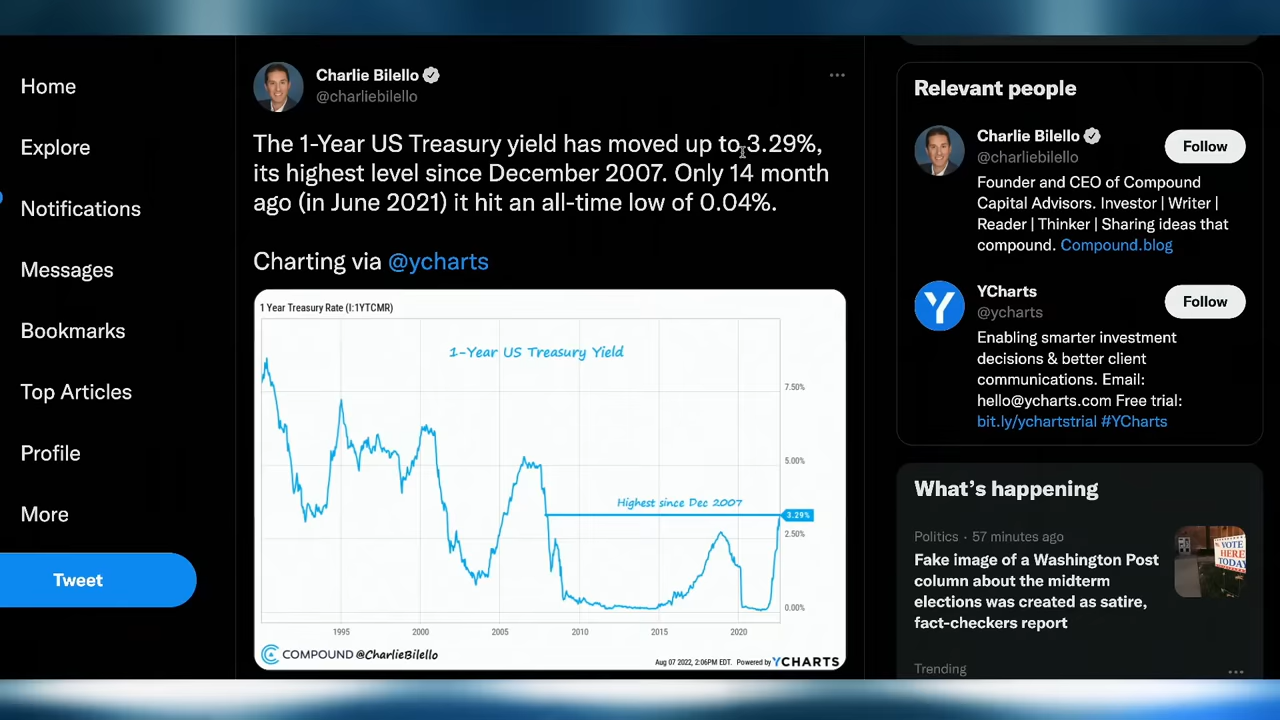 Home
Explore
Notifications
Messages
Bookmarks
Top Articles
Profile
More
Tweet
Charlie Bilello
@charliebilello
The 1-Year US Treasury yield has moved up to 3.29%,
its highest level since December 2007. Only 14 month
ago (in June 2021) it hit an all-time low of 0.04%.
Charting via @ycharts
1 Year Treasury Rate (I:1YTCMR)
1-Year US Treasury Yield
7.50%
5.00%
Highest since Dec 2007
3.29%
2.50%
0.00%
1995 2000 2005 2010 2015 2020
COMPOUND @CharlieBilello
Aug 07 2022, 2:06PM EDT. Powered by YCHARTS
Relevant people
Charlie Bilello
Follow
@charliebilello
Founder and CEO of Compound
Capital Advisors. Investor | Writer |
Reader | Thinker | Sharing ideas that
compound. Compound.blog
YCharts
Follow
@ycharts
Enabling smarter investment
decisions & better client
communications. Email:
hello@ycharts.com Free trial:
bit.ly/ychartstrial #YCharts
What's happening
Politics · 57 minutes ago
Fake image of a Washington Post
column about the midterm
elections was created as satire,
fact-checkers report
VOTE
HERE
TODAY
Trending